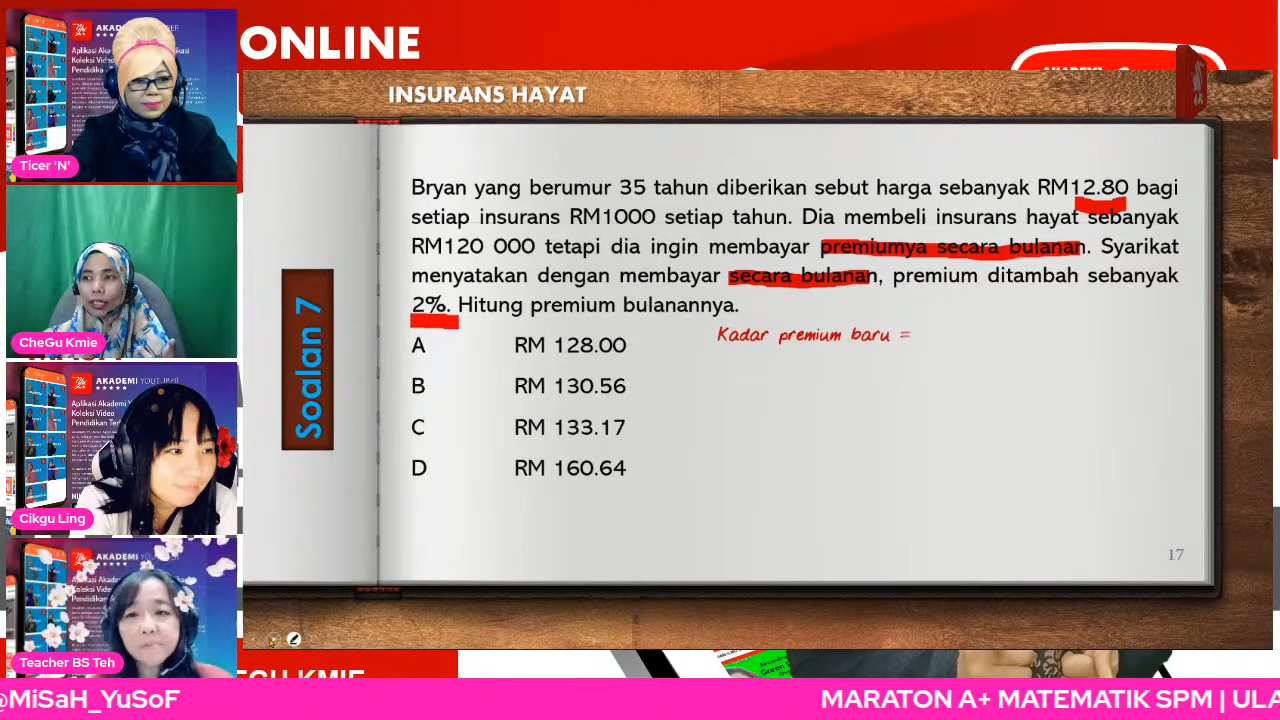 ONLINE
AKADEMI
INSURANS HAYAT
Ticer 'N'
Bryan yang berumur 35 tahun diberikan sebut harga sebanyak RM12.80 bagi
setiap insurans RM1000 setiap tahun. Dia membeli insurans hayat sebanyak
RM120 000 tetapi dia ingin membayar premiumya secara bulanan. Syarikat
menyatakan dengan membayar secara bulanan, premium ditambah sebanyak
2%. Hitung premium bulanannya.
Kadar premium baru =
A RM 128.00
B RM 130.56
C RM 133.17
D RM 160.64
Soalan 7
17
CheGu Kmie
AKADEMI YOUTUBER
Koleksi Video
Cikgu Ling
AKADEMI
Teacher BS Teh
@MiSaH_YuSoF
MARATON A+ MATEMATIK SPM | ULA